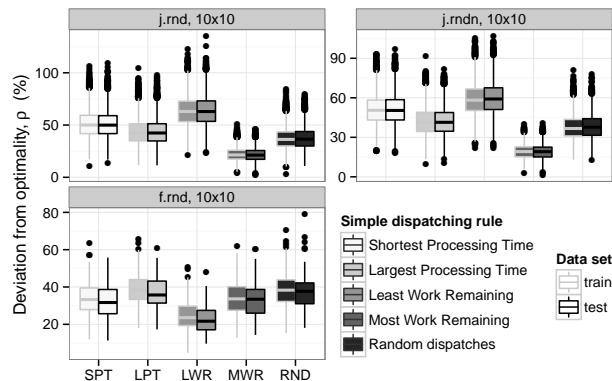 j.rnd, 10x10
j.rndn, 10x10
100
50
0
90
60
30
0
Deviation from optimality, ρ (%)
f.rnd, 10x10
80
60
40
20
SPT LPT LWR MWR RND
Simple dispatching rule
Shortest Processing Time
Largest Processing Time
Least Work Remaining
Most Work Remaining
Random dispatches
Data set
train
test